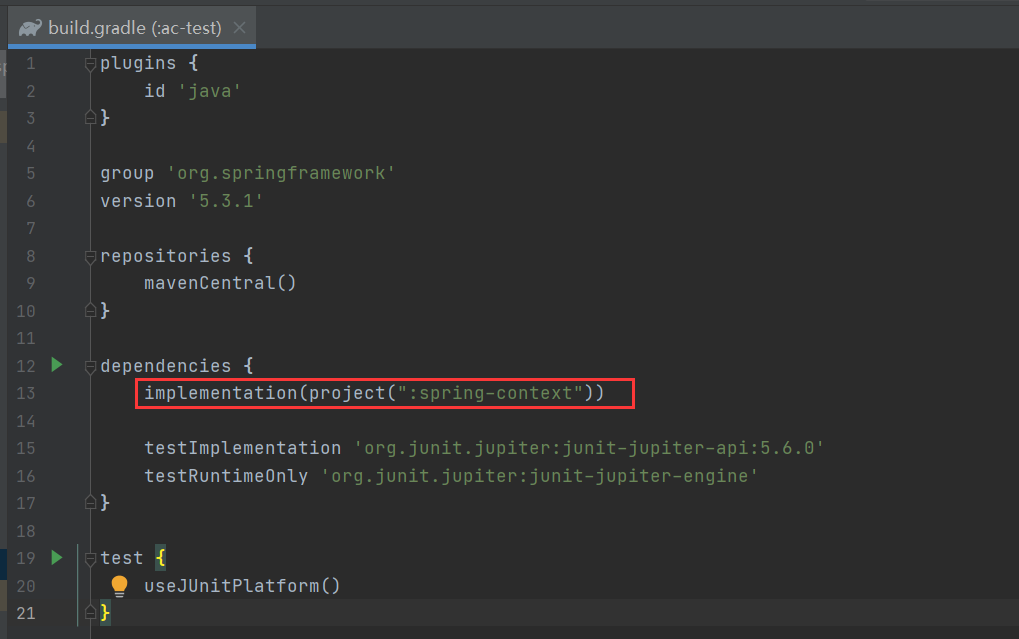 build.gradle (:ac-test)
1 plugins {
2 id 'java'
3 }
4
5 group 'org.springframework'
6 version '5.3.1'
7
8 repositories {
9 mavenCentral()
10 }
11
12 dependencies {
13 implementation(project(":spring-context"))
14
15 testImplementation 'org.junit.jupiter:junit-jupiter-api:5.6.0'
16 testRuntimeOnly 'org.junit.jupiter:junit-jupiter-engine'
17 }
18
19 test {
20 useJUnitPlatform()
21 }